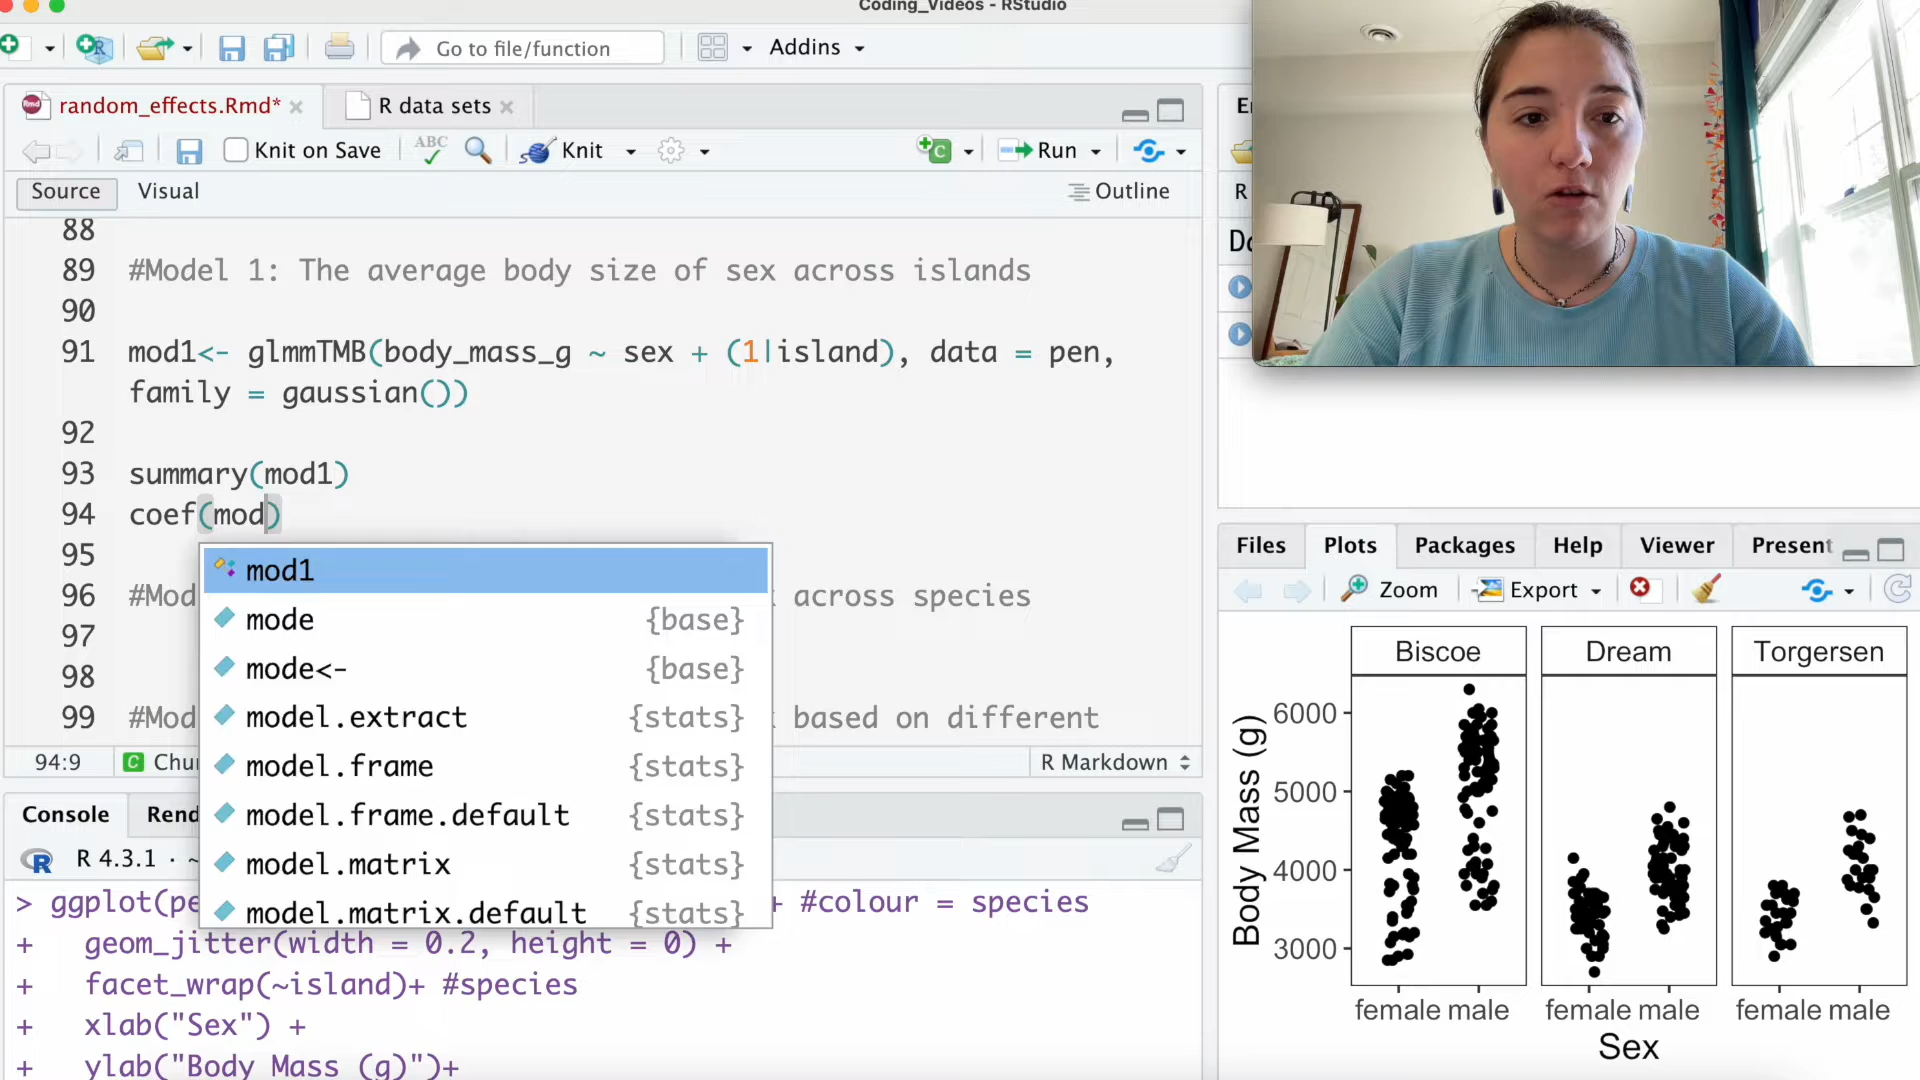 Coding_Videos - RStudio
Go to file/function
Addins
random_effects.Rmd*
R data sets
Knit on Save
ABC
Knit
Run
Source
Visual
Outline
88
89 #Model 1: The average body size of sex across islands
90
91 mod1<- glmmTMB(body_mass_g ~ sex + (1|island), data = pen,
family = gaussian())
92
93 summary(mod1)
94 coef(mod)
95
96 #Mod across species
97
98
99 #Mod based on different
mod1
mode {base}
mode<- {base}
model.extract {stats}
model.frame {stats}
model.frame.default {stats}
model.matrix {stats}
model.matrix.default {stats}
94:9
C Chu
R Markdown
Console
Rend
R 4.3.1 · ~
> ggplot(pe + #colour = species
+ geom_jitter(width = 0.2, height = 0) +
+ facet_wrap(~island)+ #species
+ xlab("Sex") +
+ ylab("Body Mass (g)")+
R
Files
Plots
Packages
Help
Viewer
Present
Zoom
Export
Biscoe
Dream
Torgersen
Body Mass (g)
6000
5000
4000
3000
female male
female male
female male
Sex